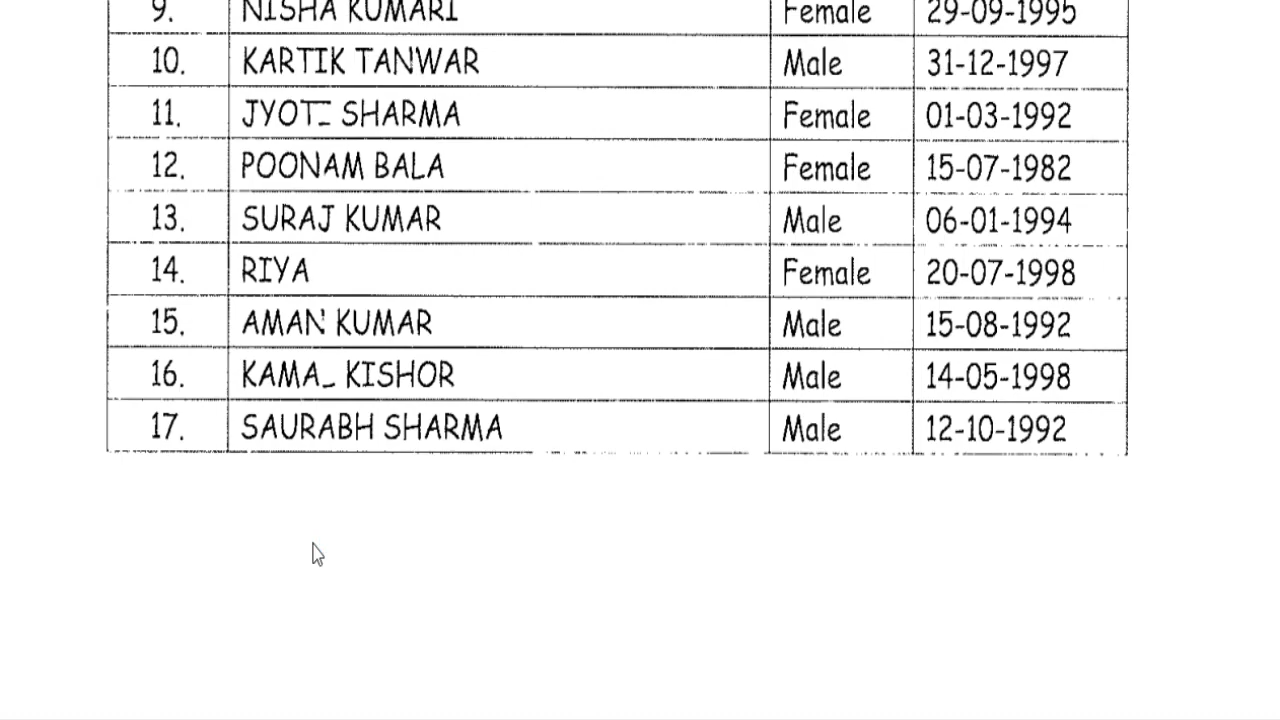 9. NISHA KUMARI Female 29-09-1995
10. KARTIK TANWAR Male 31-12-1997
11. JYOTI SHARMA Female 01-03-1992
12. POONAM BALA Female 15-07-1982
13. SURAJ KUMAR Male 06-01-1994
14. RIYA Female 20-07-1998
15. AMAN KUMAR Male 15-08-1992
16. KAMAL KISHOR Male 14-05-1998
17. SAURABH SHARMA Male 12-10-1992